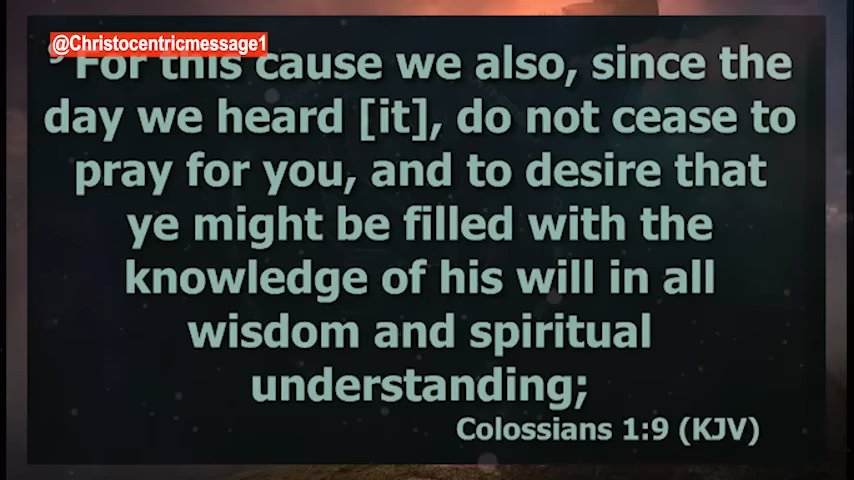 @Christocentricmessage1
9 For this cause we also, since the
day we heard [it], do not cease to
pray for you, and to desire that
ye might be filled with the
knowledge of his will in all
wisdom and spiritual
understanding;
Colossians 1:9 (KJV)